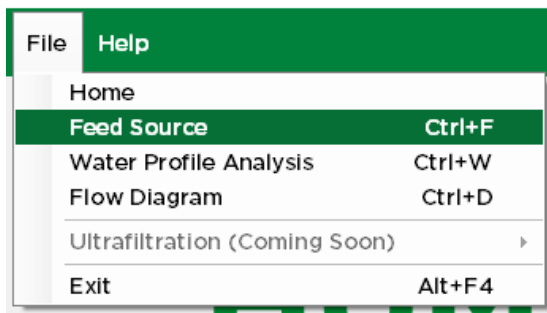 File Help
Home
Feed Source Ctrl+F
Water Profile Analysis Ctrl+W
Flow Diagram Ctrl+D
Ultrafiltration (Coming Soon)
Exit Alt+F4